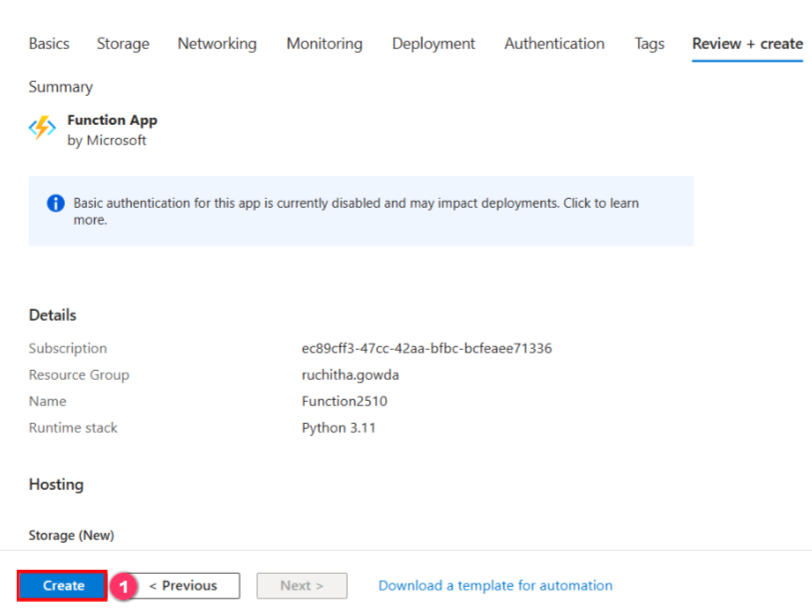 Basics Storage Networking Monitoring Deployment Authentication Tags Review + create
Summary
Function App
by Microsoft
Basic authentication for this app is currently disabled and may impact deployments. Click to learn
more.
Details
Subscription ec89cff3-47cc-42aa-bfbc-bcfeaee71336
Resource Group ruchitha.gowda
Name Function2510
Runtime stack Python 3.11
Hosting
Storage (New)
Create 1 < Previous Next > Download a template for automation